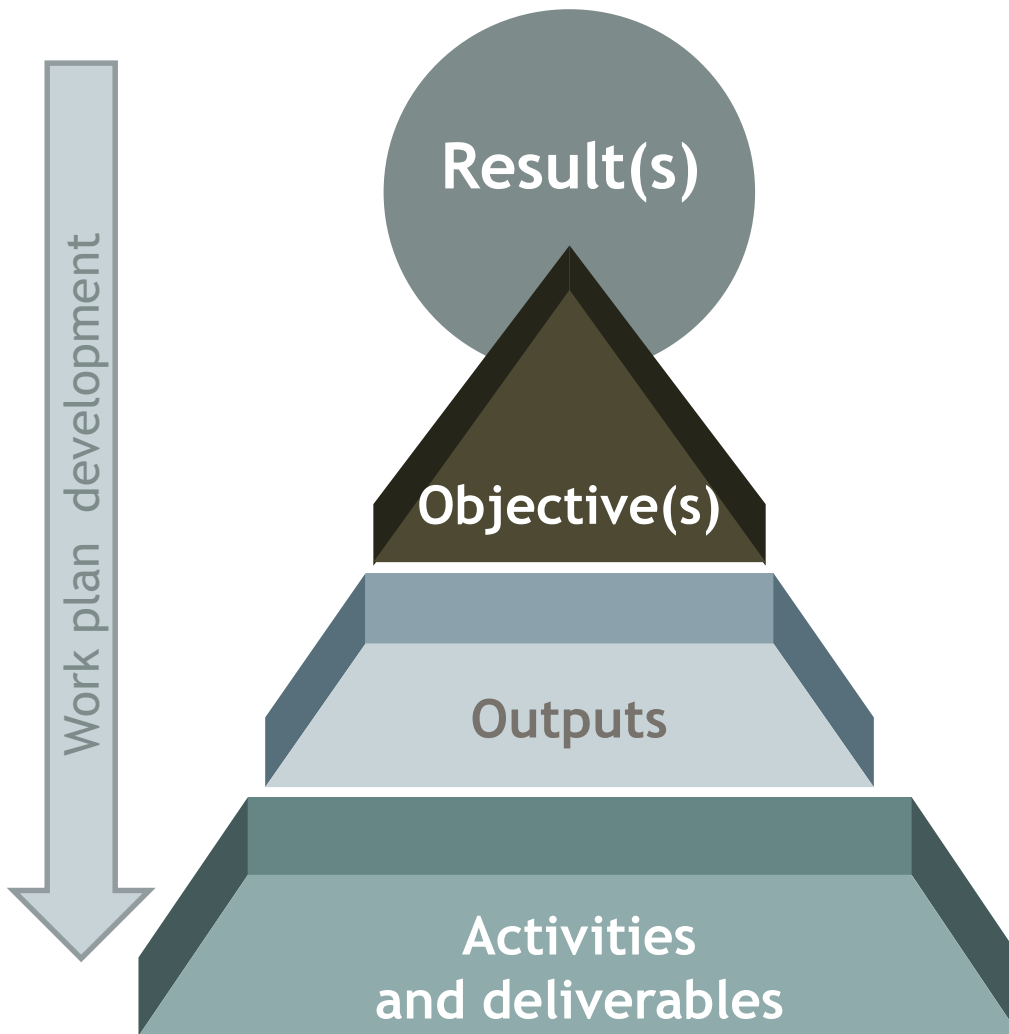 Result(s)
Work plan development
Objective(s)
Outputs
Activities
and deliverables